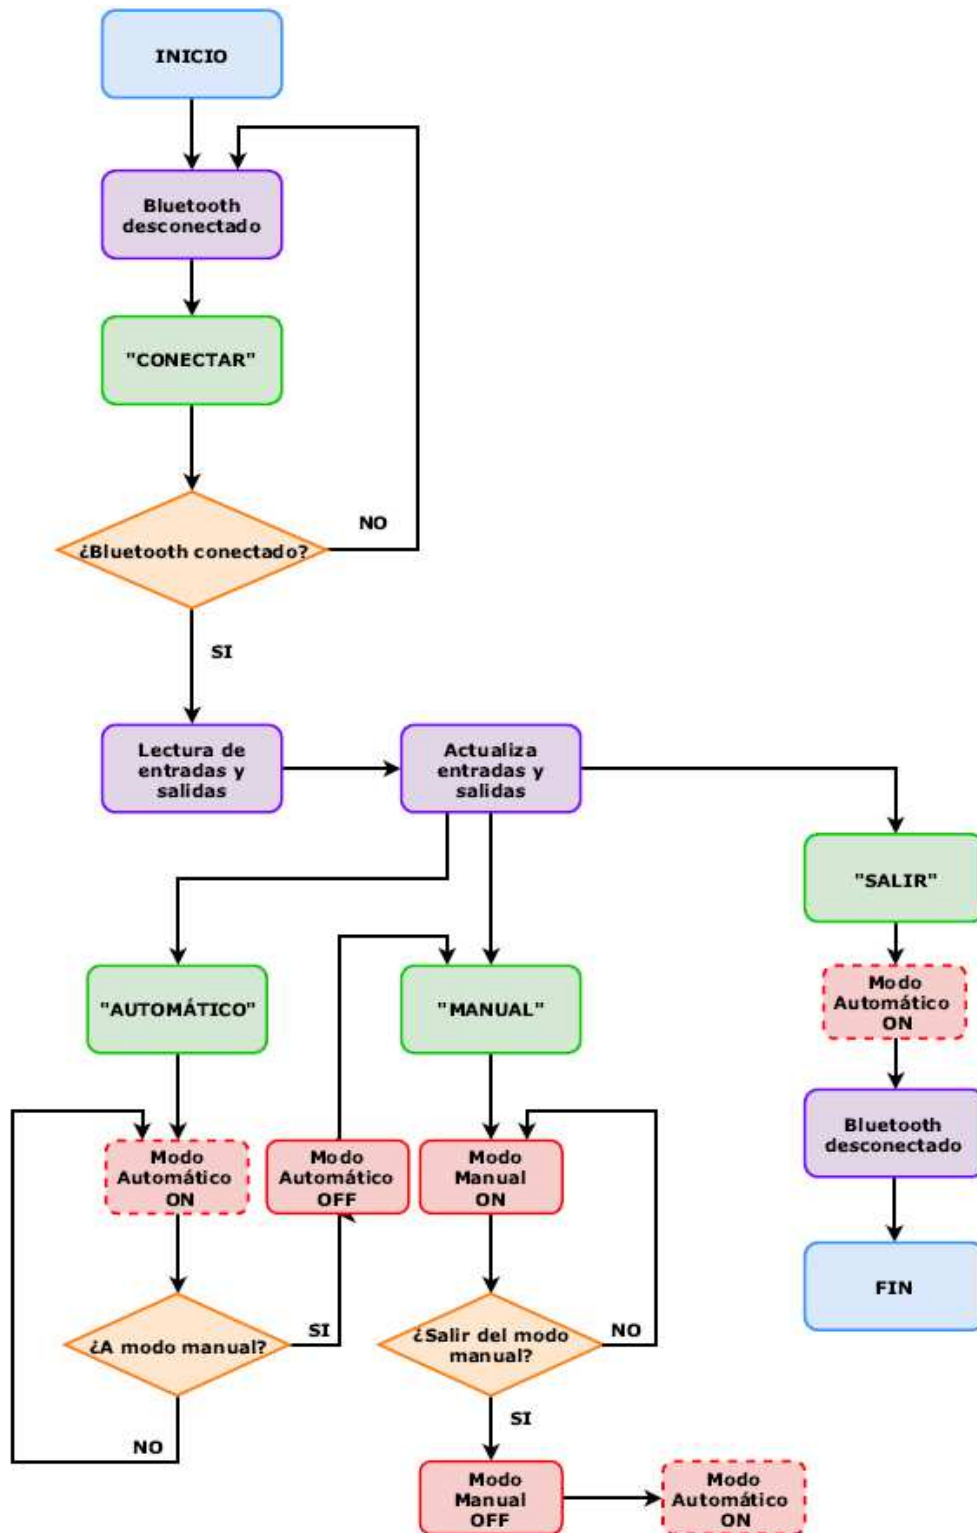 INICIO
Bluetooth
desconectado
"CONECTAR"
¿Bluetooth conectado?
NO
SI
Lectura de
entradas y
salidas
Actualiza
entradas y
salidas
"SALIR"
Modo
Automático
ON
Bluetooth
desconectado
FIN
"AUTOMÁTICO"
"MANUAL"
Modo
Automático
ON
Modo
Automático
OFF
Modo
Manual
ON
¿A modo manual?
SI
NO
¿Salir del modo
manual?
NO
SI
Modo
Manual
OFF
Modo
Automático
ON